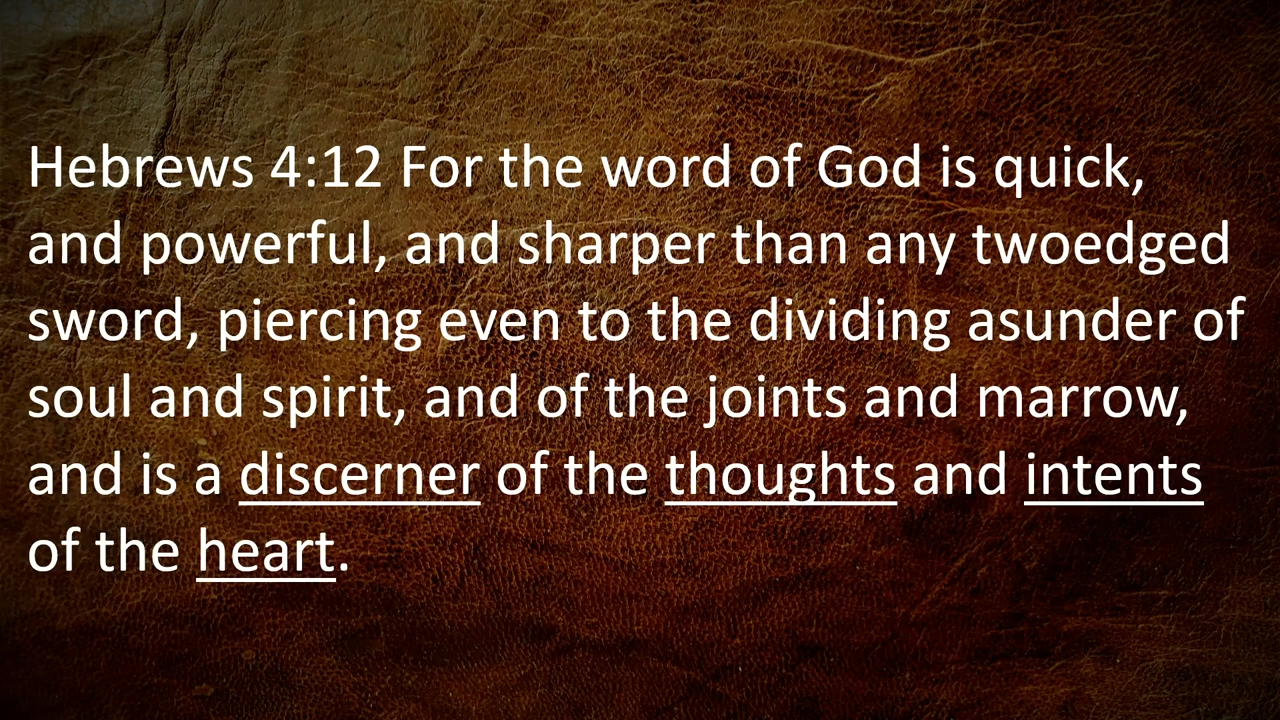 Hebrews 4:12 For the word of God is quick,
and powerful, and sharper than any twoedged
sword, piercing even to the dividing asunder of
soul and spirit, and of the joints and marrow,
and is a discerner of the thoughts and intents
of the heart.